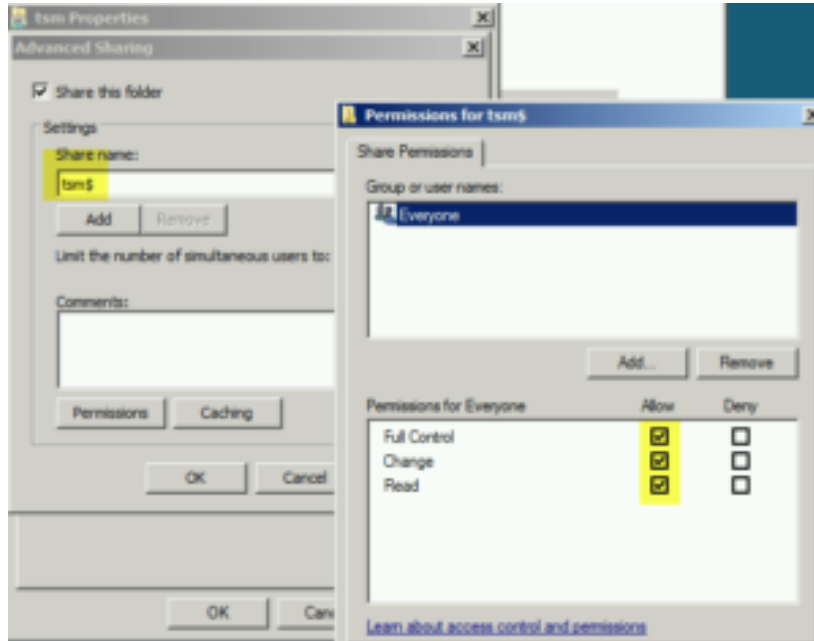 tsm Properties
Advanced Sharing
Share this folder
Settings
Share name:
tsm$
Add
Remove
Limit the number of simultaneous users to:
Comments:
Permissions
Caching
OK
Cancel
OK
Canc
Permissions for tsm$
Share Permissions
Group or user names:
Everyone
Add...
Remove
Permissions for Everyone
Allow
Deny
Full Control
Change
Read
Learn about access control and permissions